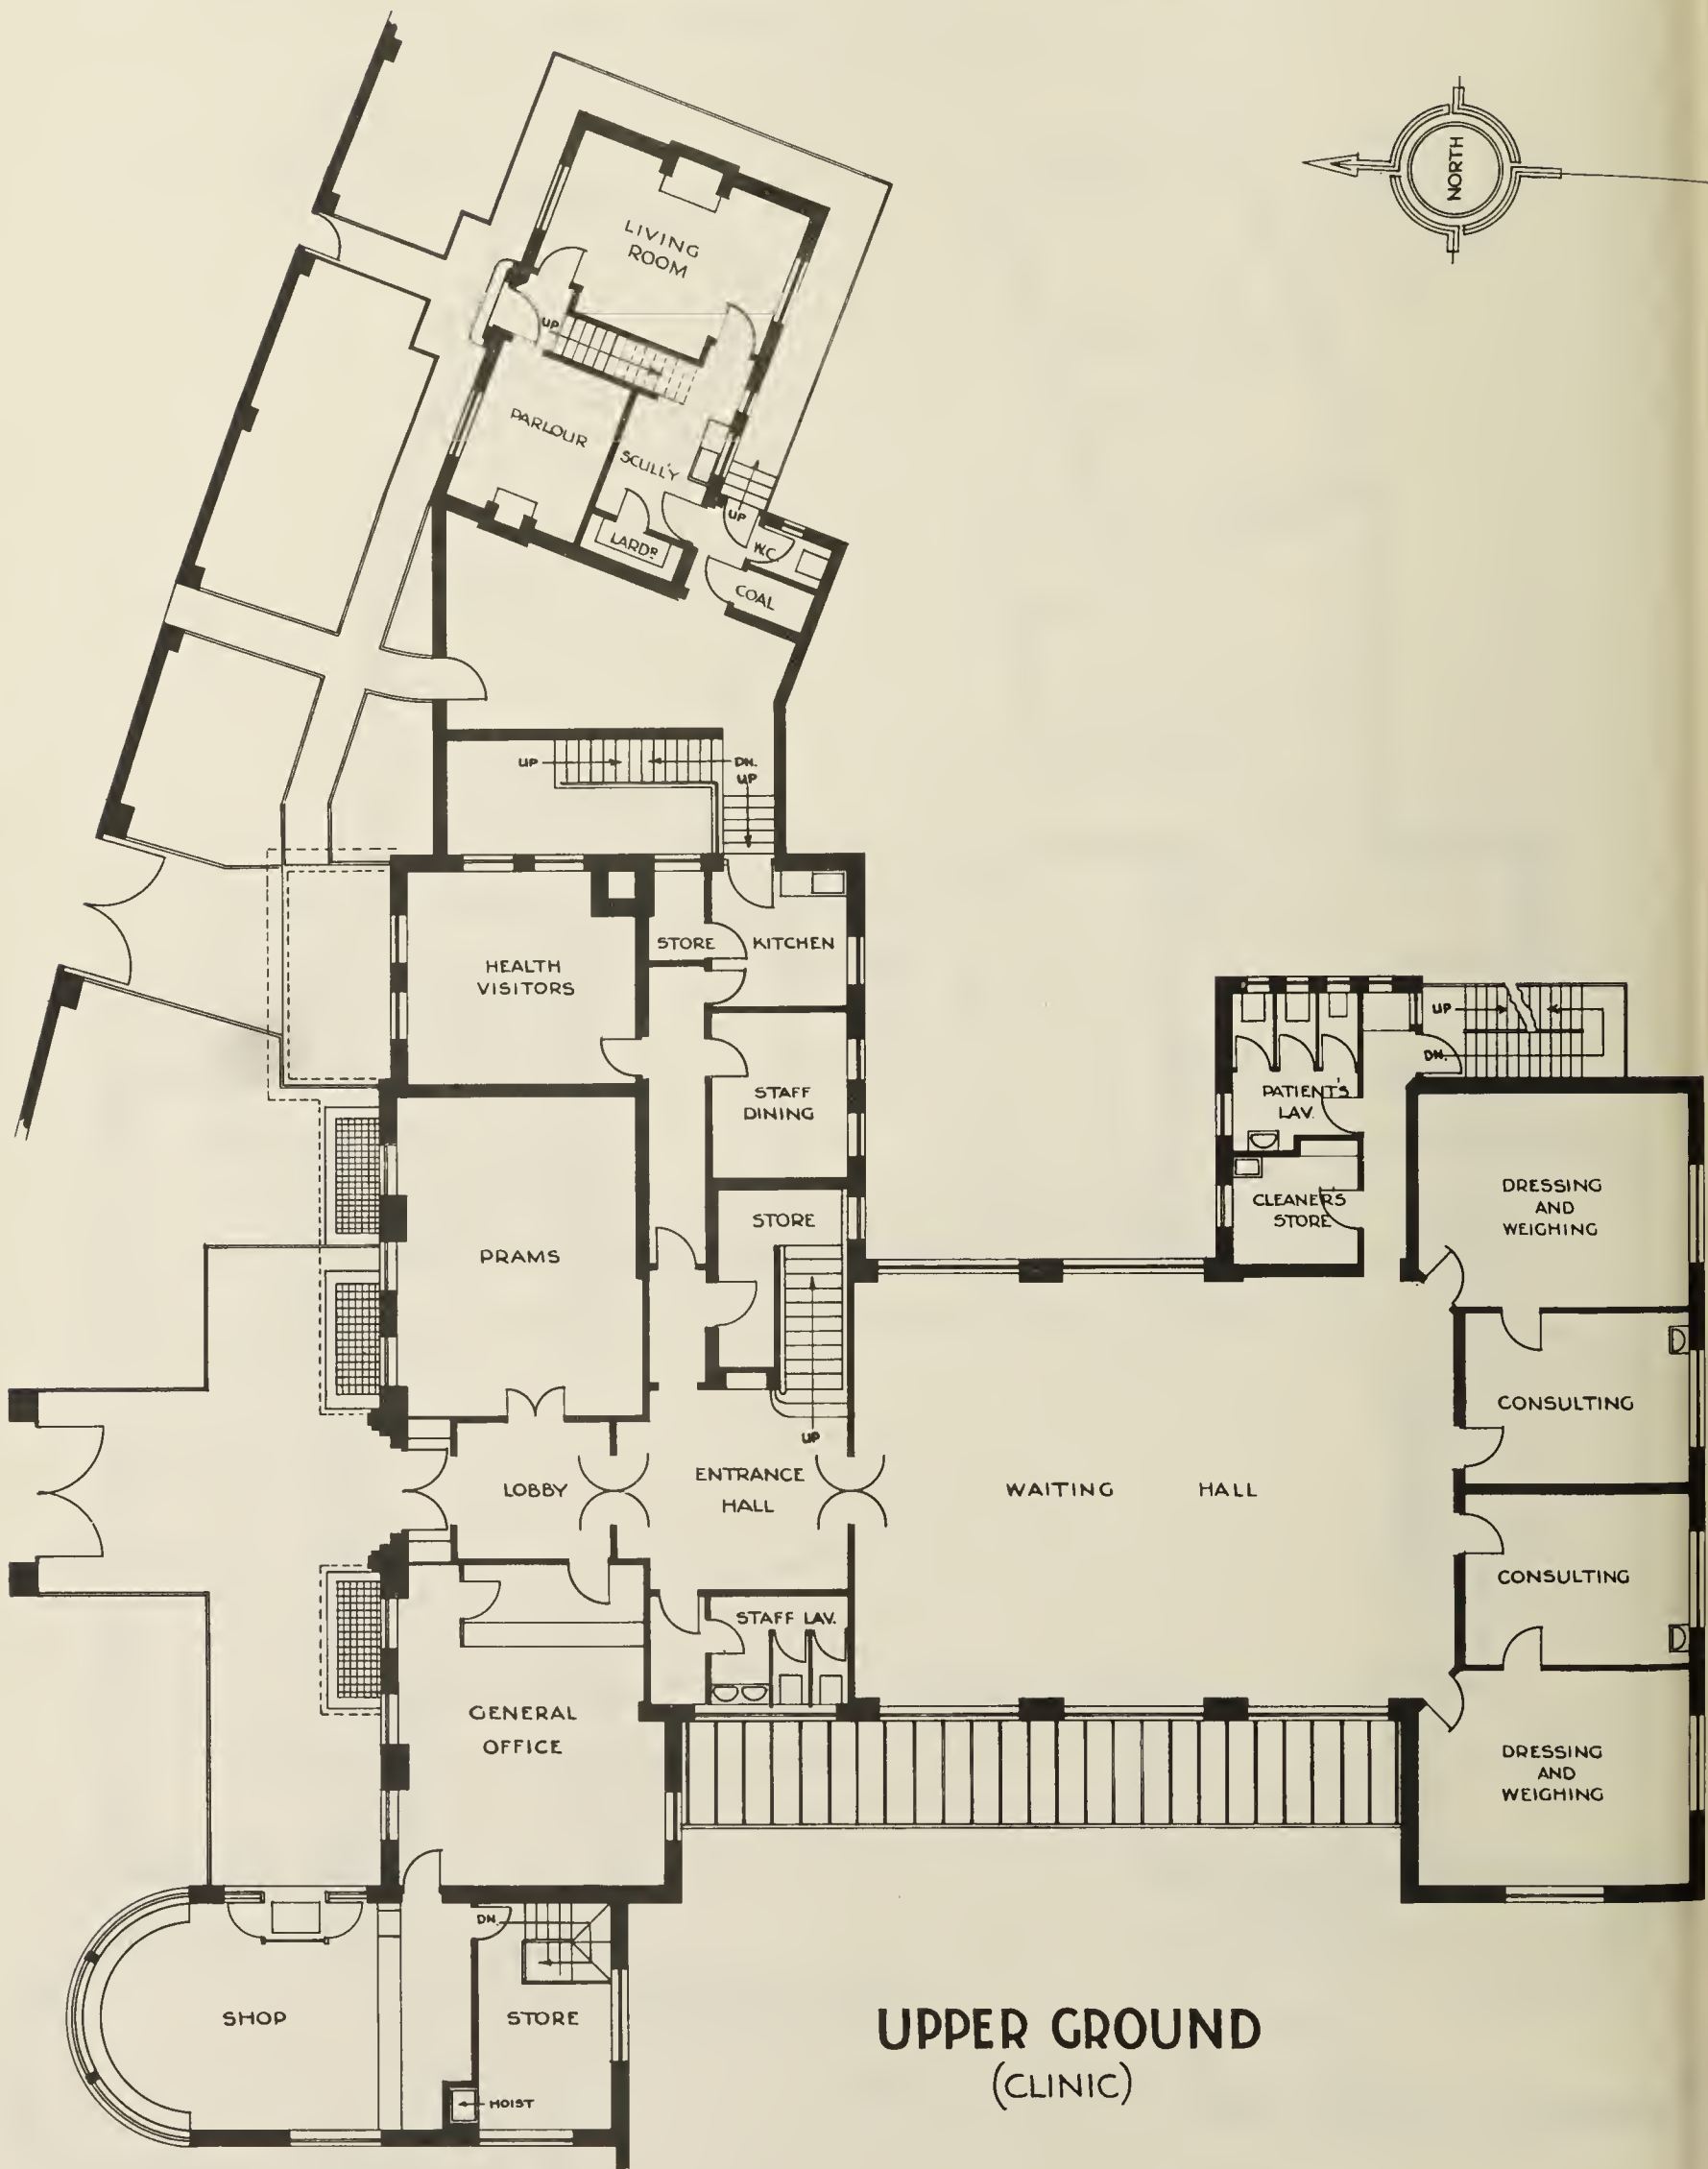 NORTH
LIVING
ROOM
UP
PARLOUR
SCULL'Y
UP
LARDR
W.C
COAL
UP
DN.
UP
STORE
KITCHEN
HEALTH
VISITORS
STAFF
DINING
UP
DN.
PATIENT'S
LAV.
CLEANERS
STORE
DRESSING
AND
WEIGHING
STORE
PRAMS
UP
CONSULTING
LOBBY
ENTRANCE
HALL
WAITING HALL
CONSULTING
STAFF LAV.
GENERAL
OFFICE
DRESSING
AND
WEIGHING
DN.
SHOP
STORE
HOIST
UPPER GROUND
(CLINIC)